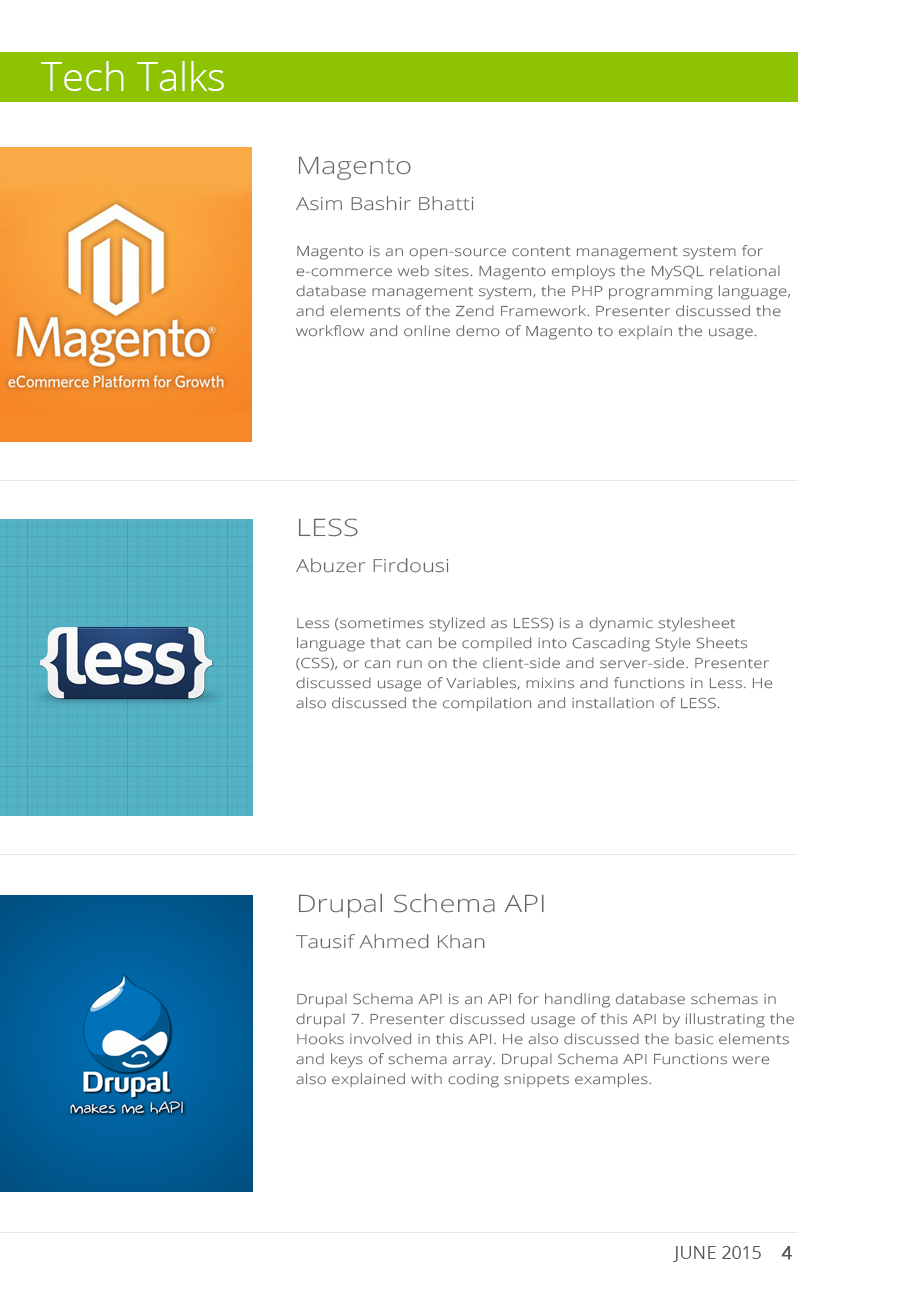 Tech Talks
Magento®
eCommerce Platform for Growth
Magento
Asim Bashir Bhatti
Magento is an open-source content management system for
e-commerce web sites. Magento employs the MySQL relational
database management system, the PHP programming language,
and elements of the Zend Framework. Presenter discussed the
workflow and online demo of Magento to explain the usage.
{less}
LESS
Abuzer Firdousi
Less (sometimes stylized as LESS) is a dynamic stylesheet
language that can be compiled into Cascading Style Sheets
(CSS), or can run on the client-side and server-side. Presenter
discussed usage of Variables, mixins and functions in Less. He
also discussed the compilation and installation of LESS.
Drupal
makes me hAPI
Drupal Schema API
Tausif Ahmed Khan
Drupal Schema API is an API for handling database schemas in
drupal 7. Presenter discussed usage of this API by illustrating the
Hooks involved in this API. He also discussed the basic elements
and keys of schema array. Drupal Schema API Functions were
also explained with coding snippets examples.
JUNE 2015 4